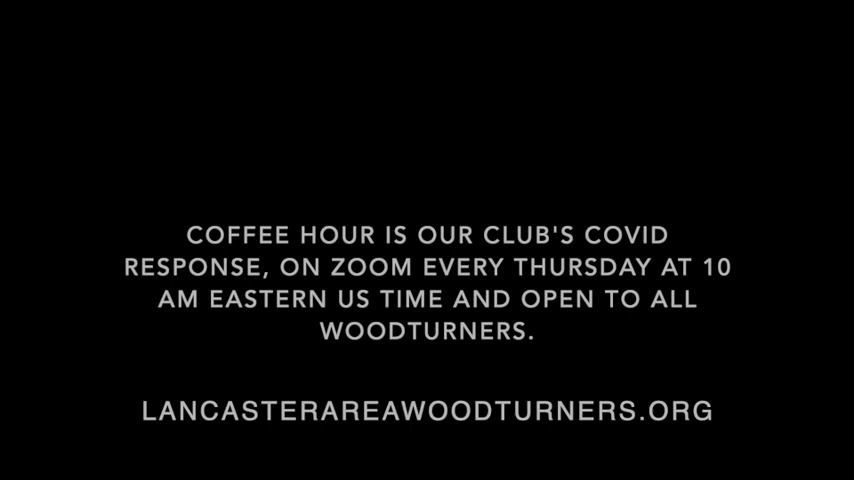 COFFEE HOUR IS OUR CLUB'S COVID
RESPONSE, ON ZOOM EVERY THURSDAY AT 10
AM EASTERN US TIME AND OPEN TO ALL
WOODTURNERS.
LANCASTERAREAWOODTURNERS.ORG